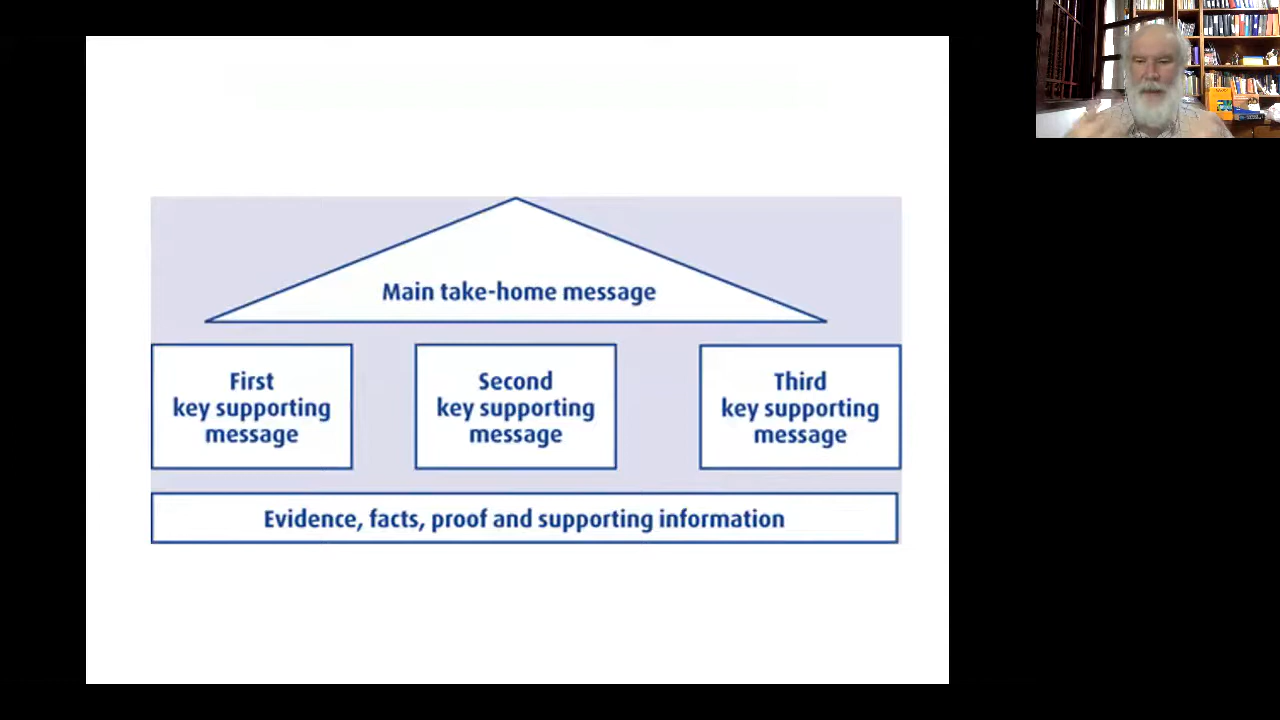 Main take-home message
First
key supporting
message
Second
key supporting
message
Third
key supporting
message
Evidence, facts, proof and supporting information